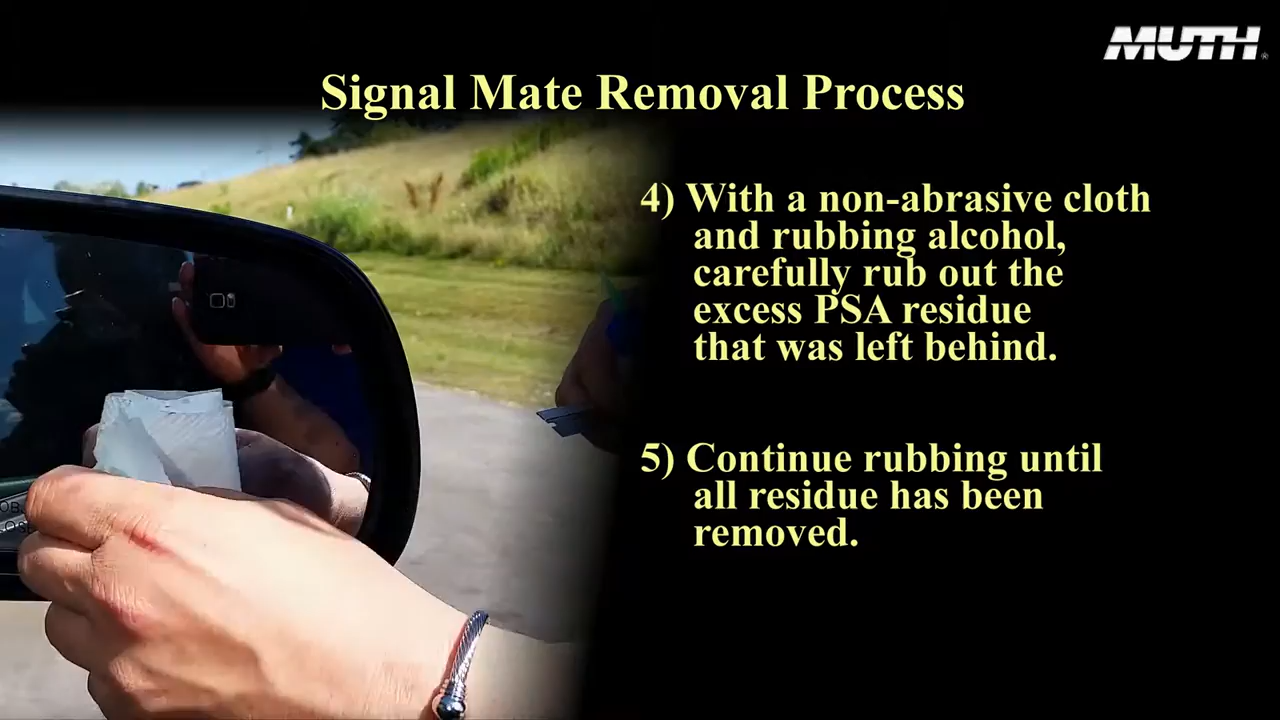 MUTH
Signal Mate Removal Process
4) With a non-abrasive cloth
and rubbing alcohol,
carefully rub out the
excess PSA residue
that was left behind.
5) Continue rubbing until
all residue has been
removed.